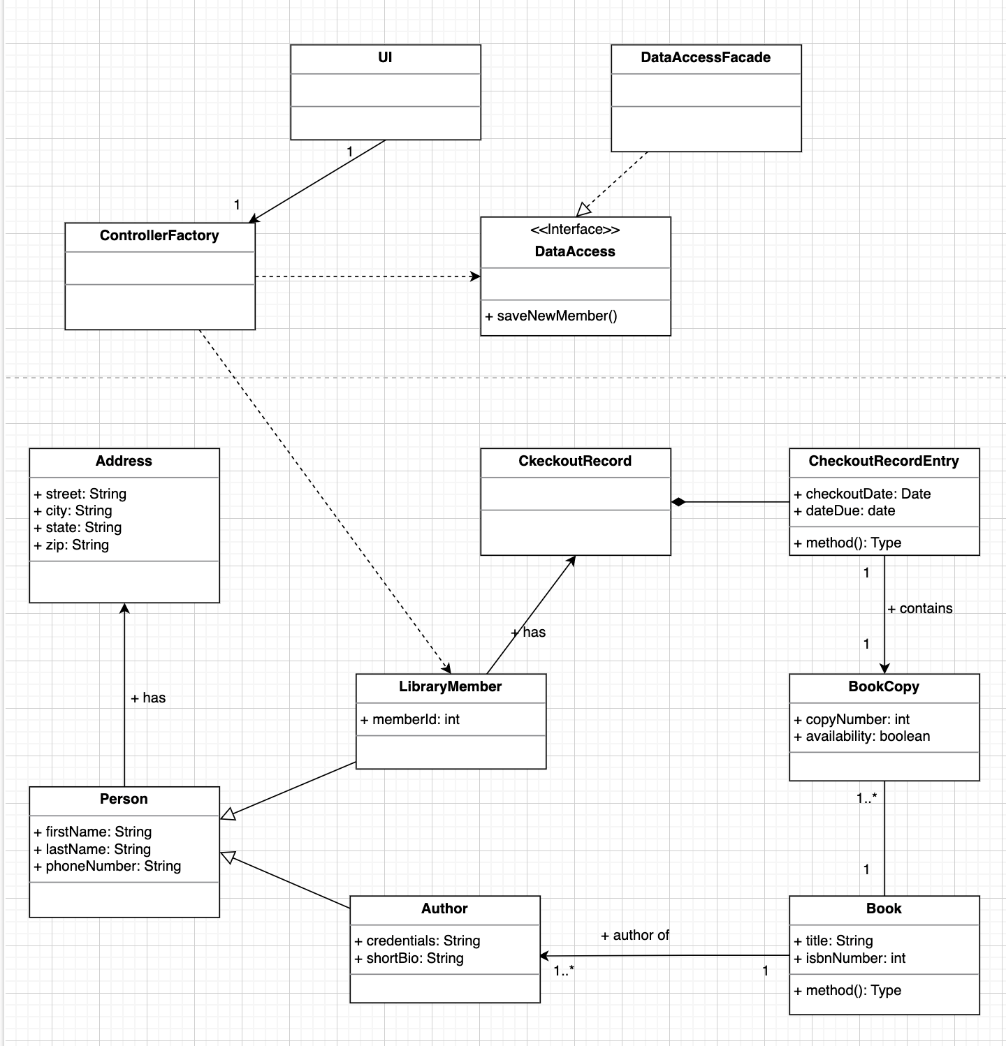 UI
DataAccessFacade
1
1
ControllerFactory
<<Interface>>
DataAccess
+ saveNewMember()
Address
+ street: String
+ city: String
+ state: String
+ zip: String
CkeckoutRecord
CheckoutRecordEntry
+ checkoutDate: Date
+ dateDue: date
+ method(): Type
1
+ contains
1
+ has
+ has
LibraryMember
+ memberId: int
BookCopy
+ copyNumber: int
+ availability: boolean
1..*
1
Person
+ firstName: String
+ lastName: String
+ phoneNumber: String
Author
+ credentials: String
+ shortBio: String
+ author of
1..*
1
Book
+ title: String
+ isbnNumber: int
+ method(): Type